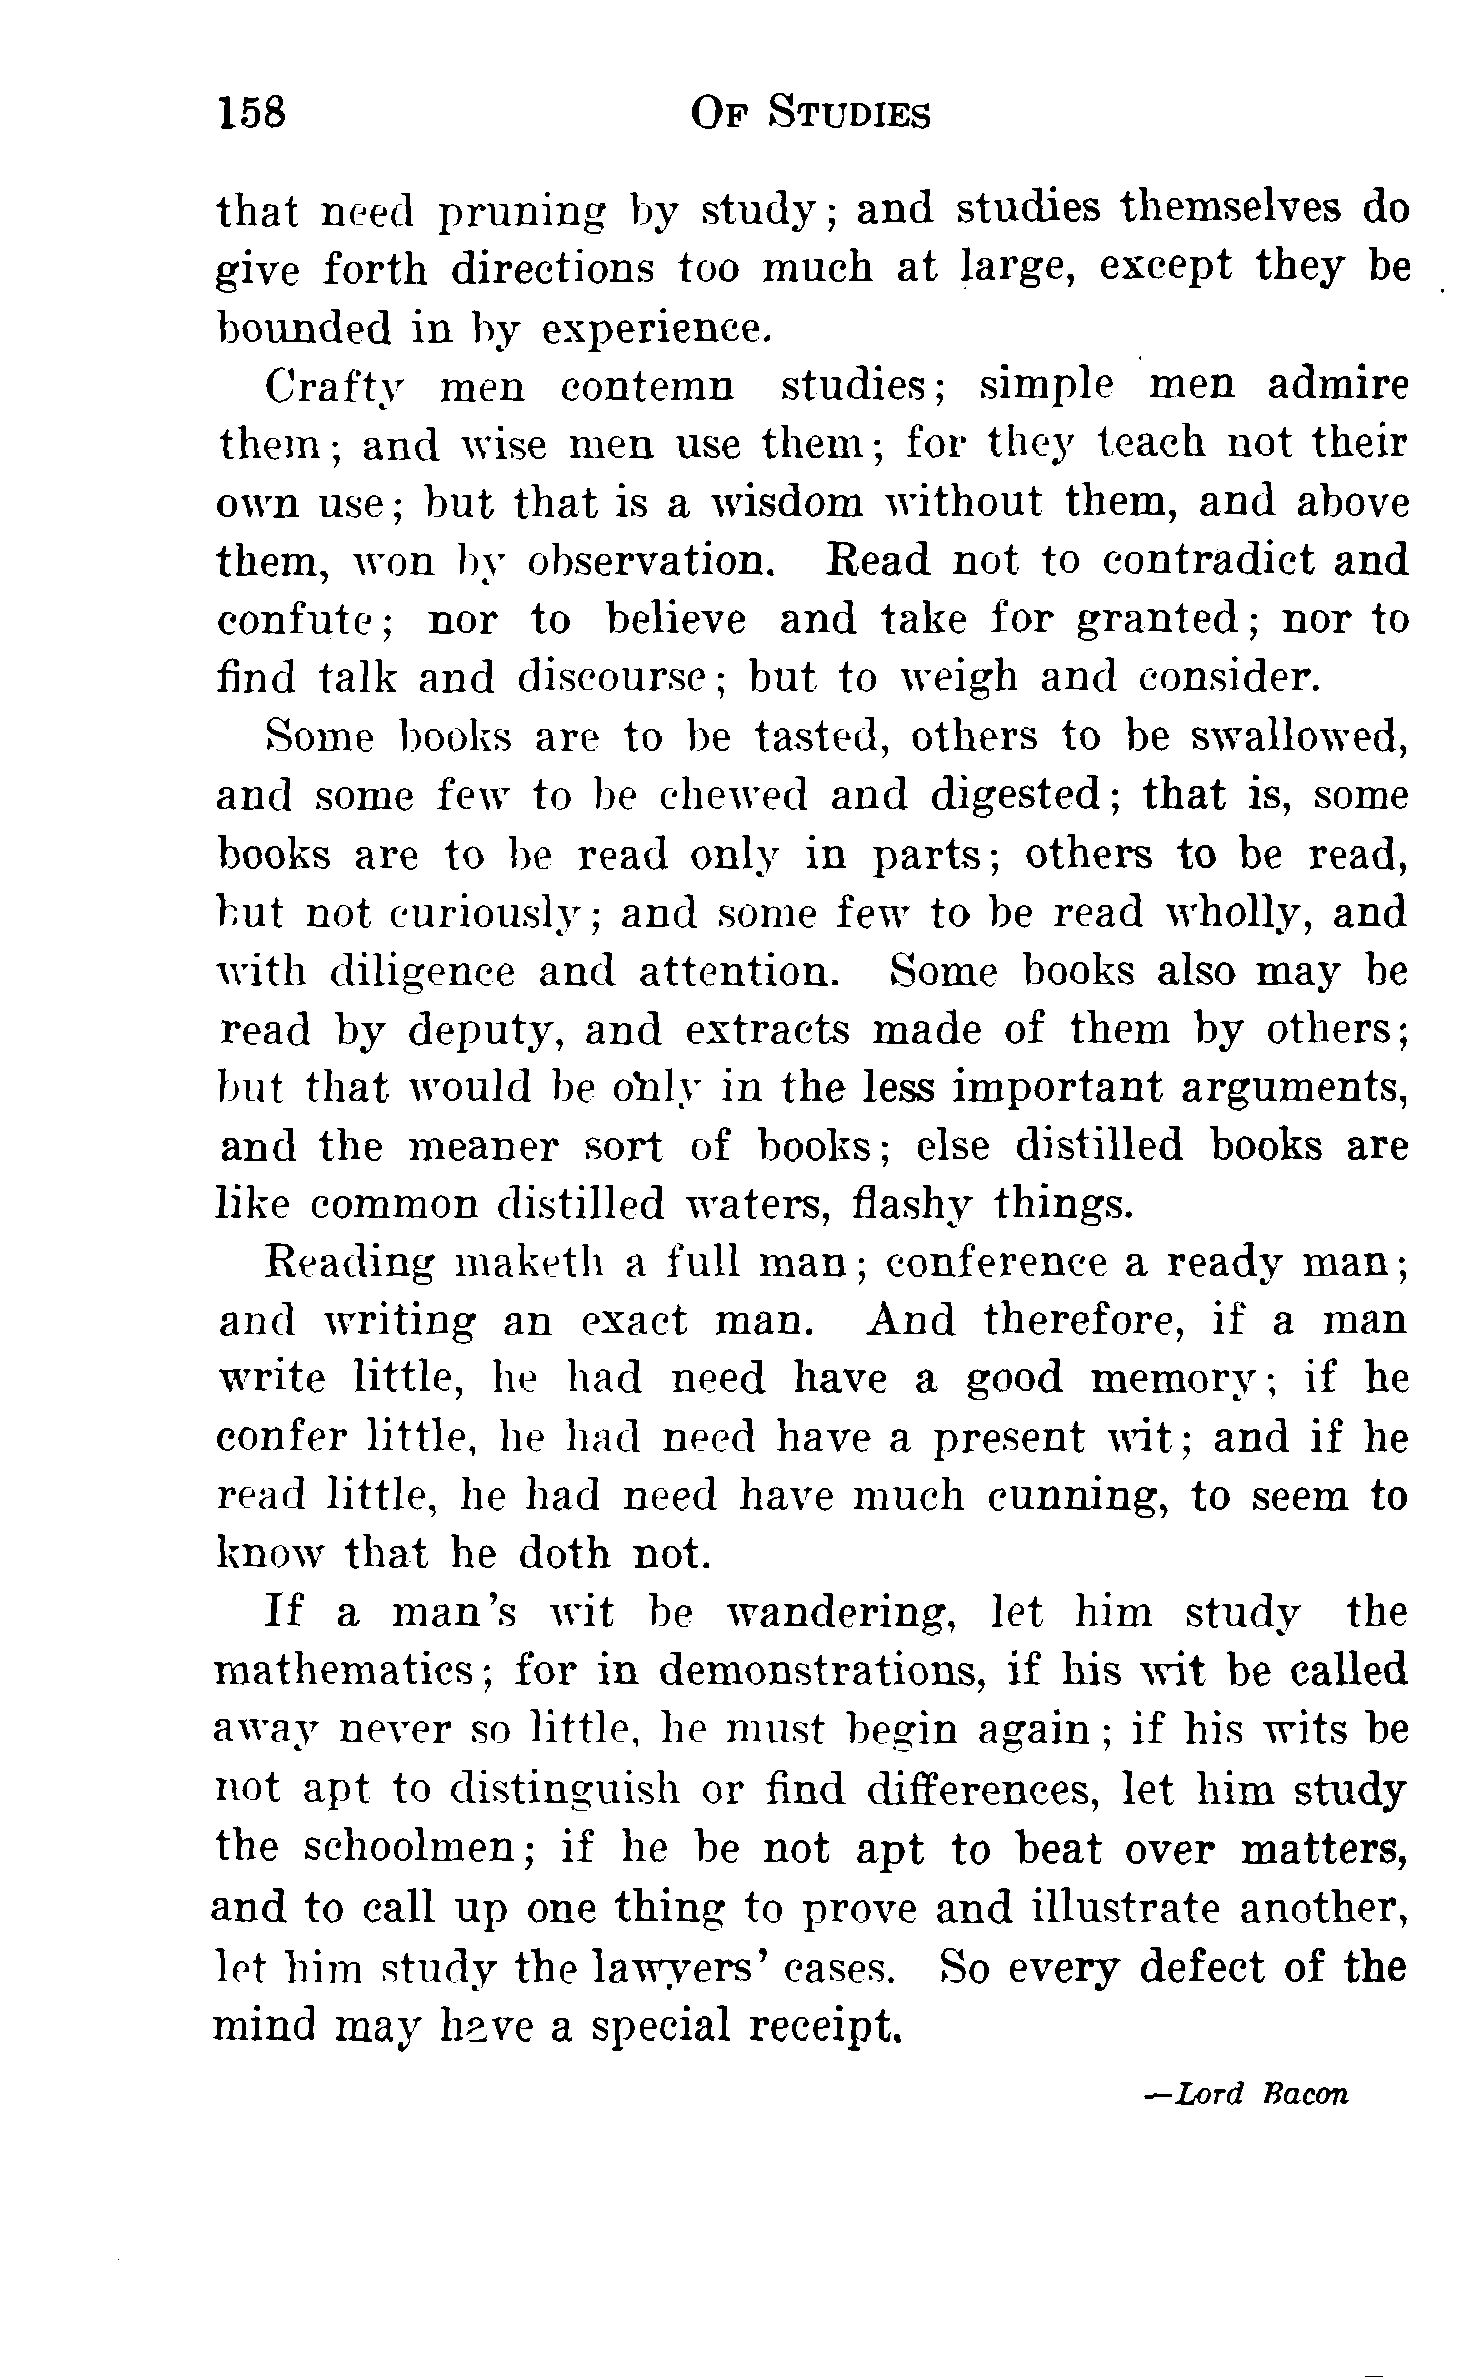 158 OF STUDIES
that need pruning by study; and studies themselves do
give forth directions too much at large, except they be
bounded in by experience.
Crafty men contemn studies; simple men admire
them; and wise men use them; for they teach not their
own use; but that is a wisdom without them, and above
them, won by observation. Read not to contradict and
confute; nor to believe and take for granted; nor to
find talk and discourse; but to weigh and consider.
Some books are to be tasted, others to be swallowed,
and some few to be chewed and digested; that is, some
books are to be read only in parts; others to be read,
but not curiously; and some few to be read wholly, and
with diligence and attention. Some books also may be
read by deputy, and extracts made of them by others;
but that would be only in the less important arguments,
and the meaner sort of books; else distilled books are
like common distilled waters, flashy things.
Reading maketh a full man; conference a ready man;
and writing an exact man. And therefore, if a man
write little, he had need have a good memory; if he
confer little, he had need have a present wit; and if he
read little, he had need have much cunning, to seem to
know that he doth not.
If a man's wit be wandering, let him study the
mathematics; for in demonstrations, if his wit be called
away never so little, he must begin again; if his wits be
not apt to distinguish or find differences, let him study
the schoolmen; if he be not apt to beat over matters,
and to call up one thing to prove and illustrate another,
let him study the lawyers' cases. So every defect of the
mind may have a special receipt.
—Lord Bacon